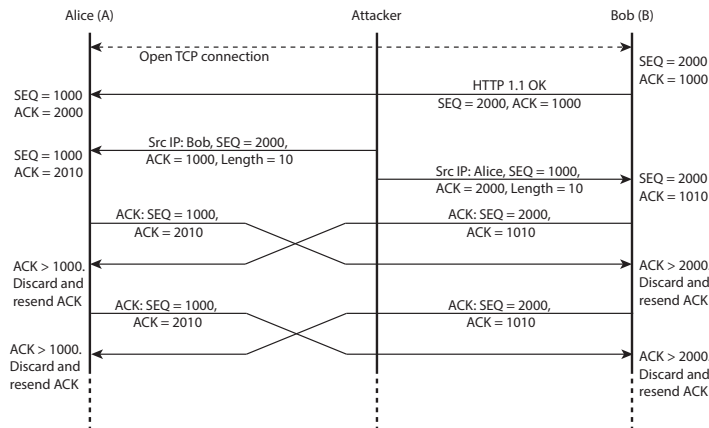 Alice (A)
Attacker
Bob (B)
Open TCP connection
SEQ = 2000
ACK = 1000
HTTP 1.1 OK
SEQ = 2000, ACK = 1000
SEQ = 1000
ACK = 2000
Src IP: Bob, SEQ = 2000,
ACK = 1000, Length = 10
SEQ = 1000
ACK = 2010
Src IP: Alice, SEQ = 1000,
ACK = 2000, Length = 10
SEQ = 2000
ACK = 1010
ACK: SEQ = 1000,
ACK = 2010
ACK: SEQ = 2000,
ACK = 1010
ACK > 1000.
Discard and
resend ACK
ACK > 2000.
Discard and
resend ACK
ACK: SEQ = 1000,
ACK = 2010
ACK: SEQ = 2000,
ACK = 1010
ACK > 1000.
Discard and
resend ACK
ACK > 2000.
Discard and
resend ACK